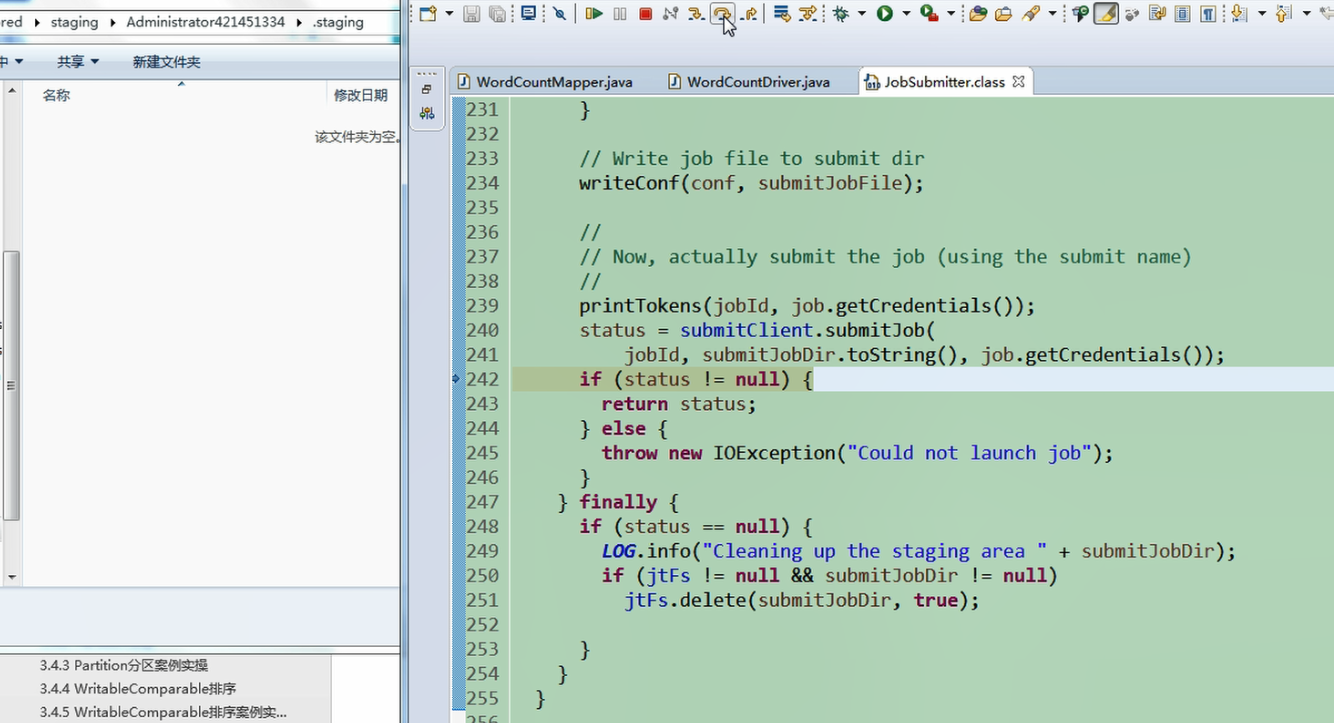 ored staging Administrator421451334 .staging
中 共享 新建文件夹
名称 修改日期
该文件夹为空。
3.4.3 Partition分区案例实操
3.4.4 WritableComparable排序
3.4.5 WritableComparable排序案例实...
WordCountMapper.java WordCountDriver.java JobSubmitter.class
231 }
232
233 // Write job file to submit dir
234 writeConf(conf, submitJobFile);
235
236 //
237 // Now, actually submit the job (using the submit name)
238 //
239 printTokens(jobId, job.getCredentials());
240 status = submitClient.submitJob(
241 jobId, submitJobDir.toString(), job.getCredentials());
242 if (status != null) {
243 return status;
244 } else {
245 throw new IOException("Could not launch job");
246 }
247 } finally {
248 if (status == null) {
249 LOG.info("Cleaning up the staging area " + submitJobDir);
250 if (jtFs != null && submitJobDir != null)
251 jtFs.delete(submitJobDir, true);
252
253 }
254 }
255 }
256